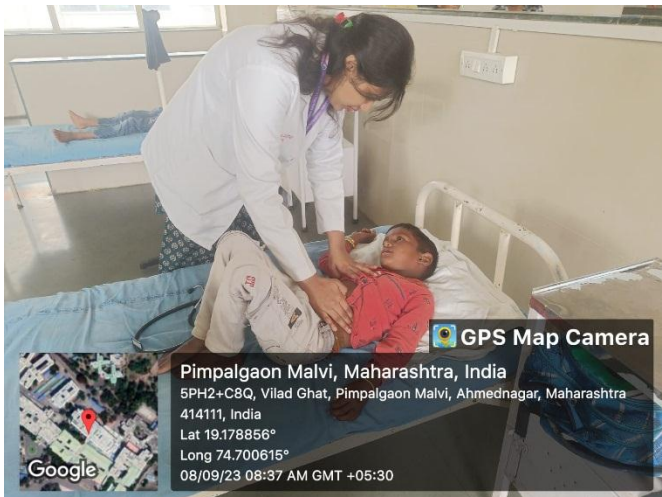 GPS Map Camera
Pimpalgaon Malvi, Maharashtra, India
5PH2+C8Q, Vilad Ghat, Pimpalgaon Malvi, Ahmednagar, Maharashtra
414111, India
Lat 19.178856°
Long 74.700615°
08/09/23 08:37 AM GMT +05:30
Google